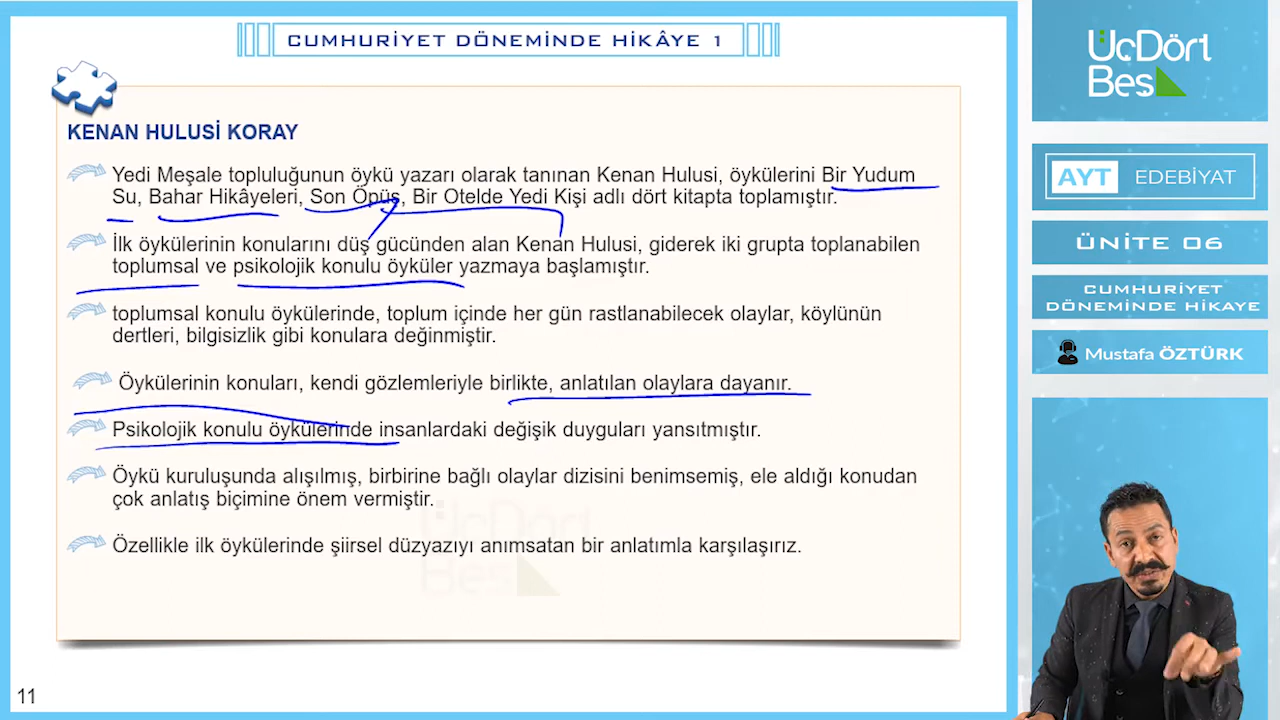 CUMHURİYET DÖNEMİNDE HİKÂYE 1
KENAN HULUSİ KORAY
Yedi Meşale topluluğunun öykü yazarı olarak tanınan Kenan Hulusi, öykülerini Bir Yudum
Su, Bahar Hikâyeleri, Son Öpüş, Bir Otelde Yedi Kişi adlı dört kitapta toplamıştır.
İlk öykülerinin konularını düş gücünden alan Kenan Hulusi, giderek iki grupta toplanabilen
toplumsal ve psikolojik konulu öyküler yazmaya başlamıştır.
toplumsal konulu öykülerinde, toplum içinde her gün rastlanabilecek olaylar, köylünün
dertleri, bilgisizlik gibi konulara değinmiştir.
Öykülerinin konuları, kendi gözlemleriyle birlikte, anlatılan olaylara dayanır.
Psikolojik konulu öykülerinde insanlardaki değişik duyguları yansıtmıştır.
Öykü kuruluşunda alışılmış, birbirine bağlı olaylar dizisini benimsemiş, ele aldığı konudan
çok anlatış biçimine önem vermiştir.
Özellikle ilk öykülerinde şiirsel düzyazıyı anımsatan bir anlatımla karşılaşırız.
ÜçDört
Beş
11
ÜçDört
Beş
AYT EDEBİYAT
ÜNİTE 06
CUMHURİYET
DÖNEMİNDE HİKAYE
Mustafa ÖZTÜRK